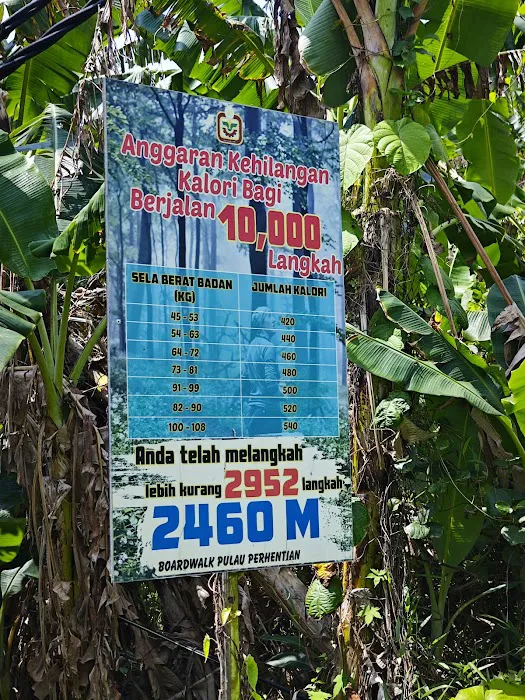 Anggaran Kehilangan
Kalori Bagi
Berjalan 10,000
Langkah
SELA BERAT BADAN (KG) JUMLAH KALORI
45 - 53 420
54 - 63 440
64 - 72 460
73 - 81 480
91 - 99 500
82 - 90 520
100 - 108 540
Anda telah melangkah
lebih kurang 2952 langkah
2460 M
BOARDWALK PULAU PERHENTIAN